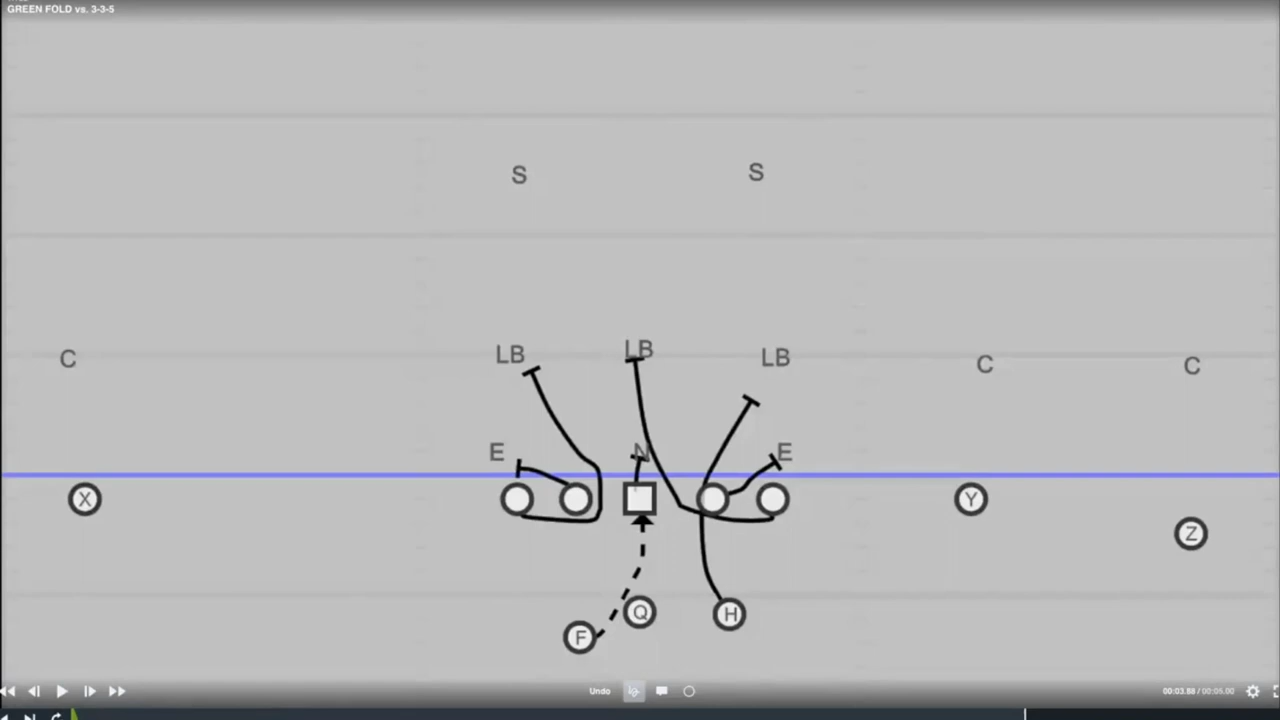 GREEN FOLD vs. 3-3-5
S S
C LB LB LB C C
E N E
X Y
Z
Q H
F
Undo 00:03.88 / 00:05.00